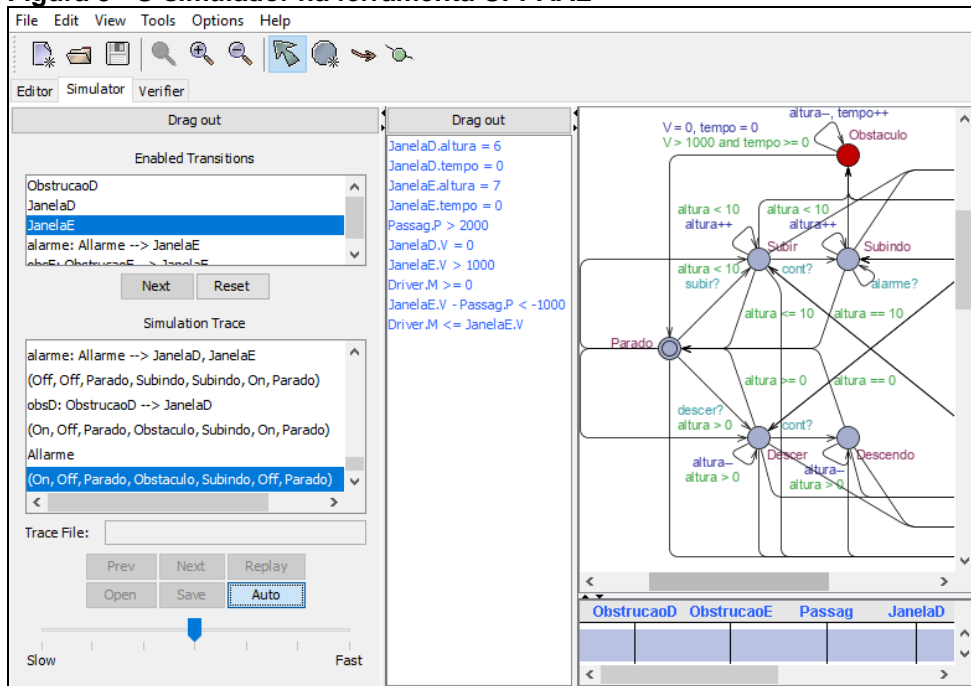 File Edit View Tools Options Help
Editor Simulator Verifier
Drag out
Enabled Transitions
ObstrucaoD
JanelaD
JanelaE
alarme: Allarme --> JanelaE
Next Reset
Simulation Trace
alarme: Allarme --> JanelaD, JanelaE
(Off, Off, Parado, Subindo, Subindo, On, Parado)
obsD: ObstrucaoD --> JanelaD
(On, Off, Parado, Obstaculo, Subindo, On, Parado)
Allarme
(On, Off, Parado, Obstaculo, Subindo, Off, Parado)
Trace File:
Prev Next Replay
Open Save Auto
Slow Fast
Drag out
JanelaD.altura = 6
JanelaD.tempo = 0
JanelaE.altura = 7
JanelaE.tempo = 0
Passag.P > 2000
JanelaD.V = 0
JanelaE.V > 1000
Driver.M >= 0
JanelaE.V - Passag.P < -1000
Driver.M <= JanelaE.V
altura--, tempo++
V = 0, tempo = 0
V > 1000 and tempo >= 0
Obstaculo
altura < 10 altura < 10
altura++ altura++
Subir Subindo
altura < 10 cont?
subir? alarme?
altura <= 10 altura == 10
Parado
altura >= 0 altura == 0
descer?
altura > 0 cont?
Descer Descendo
altura-- altura--
altura > 0 altura > 0
ObstrucaoD ObstrucaoE Passag JanelaD